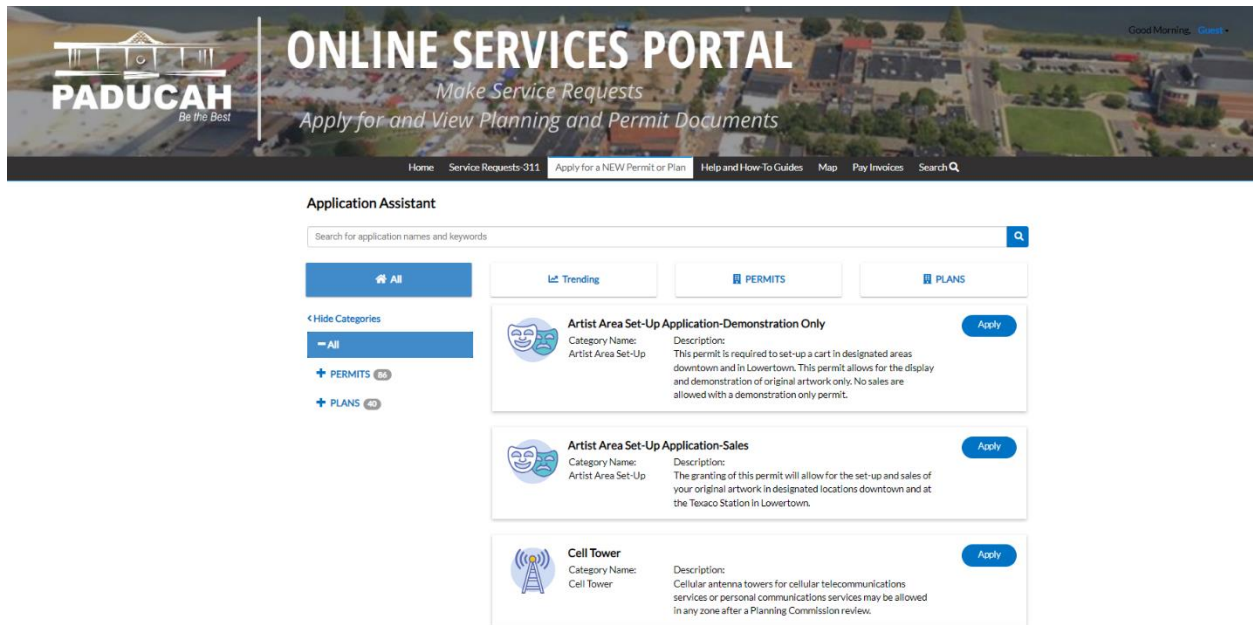 PADUCAH
Be the Best
ONLINE SERVICES PORTAL
Make Service Requests
Apply for and View Planning and Permit Documents
Good Morning, Guest
Home Service Requests-311 Apply for a NEW Permit or Plan Help and How-To Guides Map Pay Invoices Search
Application Assistant
Search for application names and keywords
All Trending PERMITS PLANS
Hide Categories
All
PERMITS 86
PLANS 40
Artist Area Set-Up Application-Demonstration Only
Apply
Category Name:
Artist Area Set-Up
Description:
This permit is required to set-up a cart in designated areas
downtown and in Lowertown. This permit allows for the display
and demonstration of original artwork only. No sales are
allowed with a demonstration only permit.
Artist Area Set-Up Application-Sales
Apply
Category Name:
Artist Area Set-Up
Description:
The granting of this permit will allow for the set-up and sales of
your original artwork in designated locations downtown and at
the Texaco Station in Lowertown.
Cell Tower
Apply
Category Name:
Cell Tower
Description:
Cellular antenna towers for cellular telecommunications
services or personal communications services may be allowed
in any zone after a Planning Commission review.